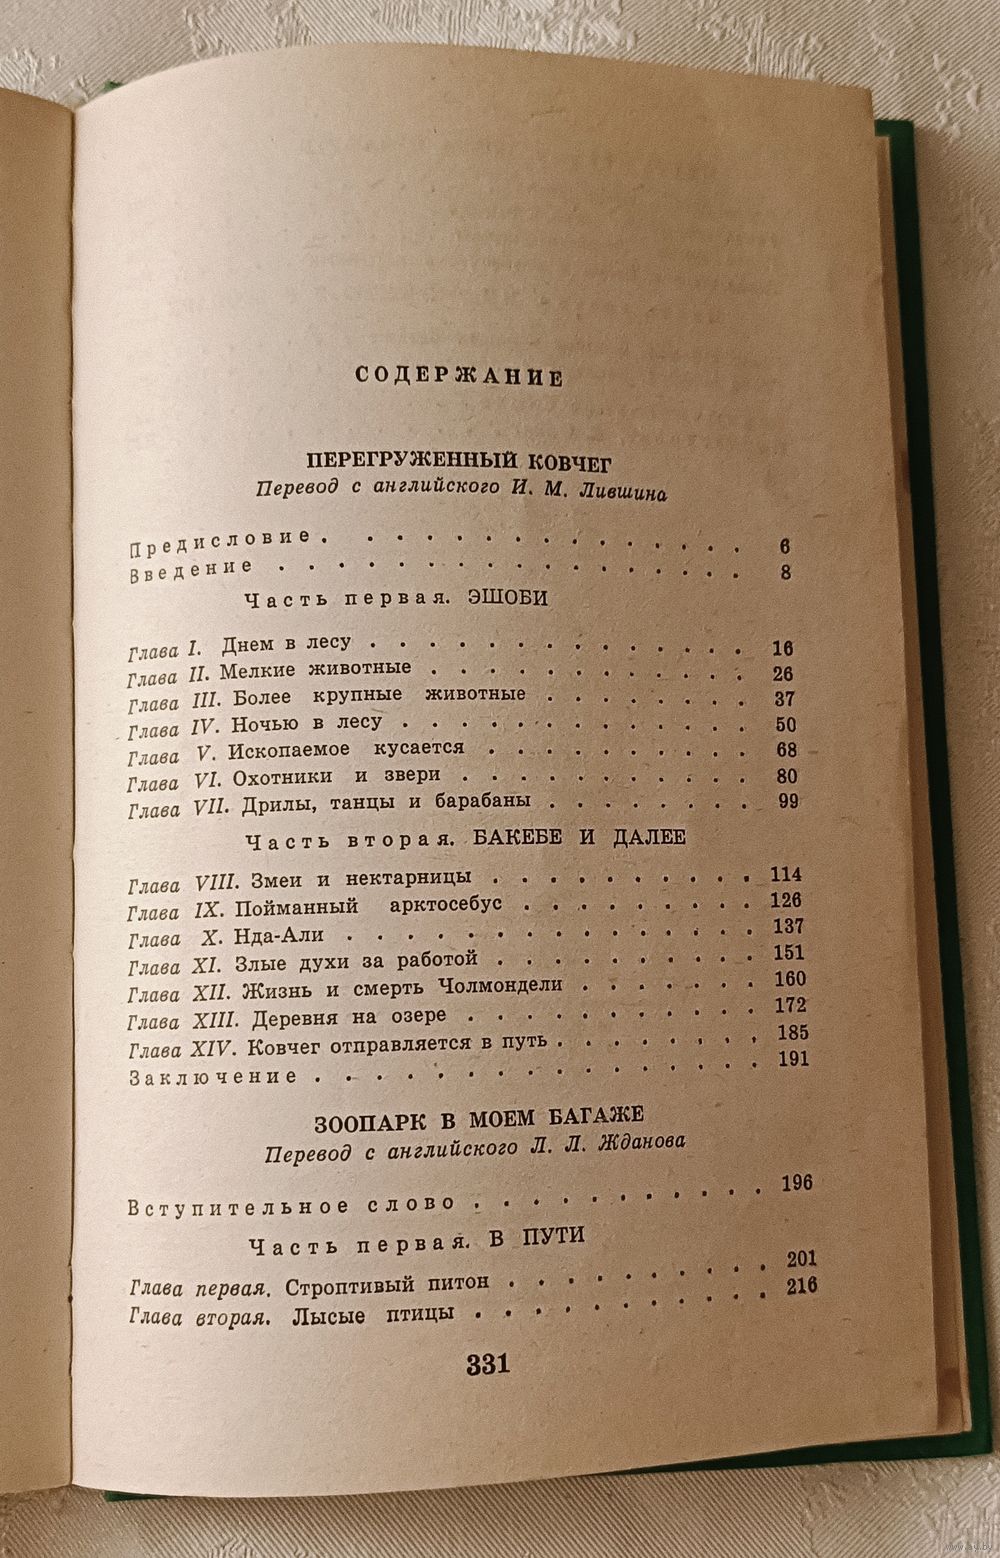 СОДЕРЖАНИЕ
ПЕРЕГРУЖЕННЫЙ КОВЧЕГ
Перевод с английского И. М. Лившина
Предисловие . . . . . . . . . . . . . . . 6
Введение . . . . . . . . . . . . . . . . 8
Часть первая. ЭШОБИ
Глава I. Днем в лесу . . . . . . . . . . . . . . 16
Глава II. Мелкие животные . . . . . . . . . . . . 26
Глава III. Более крупные животные . . . . . . . . 37
Глава IV. Ночью в лесу . . . . . . . . . . . . . 50
Глава V. Ископаемое кусается . . . . . . . . . . 68
Глава VI. Охотники и звери . . . . . . . . . . . 80
Глава VII. Дрилы, танцы и барабаны . . . . . . . . 99
Часть вторая. БАКЕБЕ И ДАЛЕЕ
Глава VIII. Змеи и нектарницы . . . . . . . . . . 114
Глава IX. Пойманный арктосебус . . . . . . . . . 126
Глава X. Нда-Али . . . . . . . . . . . . . . . 137
Глава XI. Злые духи за работой . . . . . . . . . . 151
Глава XII. Жизнь и смерть Чолмондели . . . . . . . 160
Глава XIII. Деревня на озере . . . . . . . . . . . 172
Глава XIV. Ковчег отправляется в путь . . . . . . . . 185
Заключение . . . . . . . . . . . . . . . . 191
ЗООПАРК В МОЕМ БАГАЖЕ
Перевод с английского Л. Л. Жданова
Вступительное слово . . . . . . . . . . . 196
Часть первая. В ПУТИ
Глава первая. Строптивый питон . . . . . . . . . . 201
Глава вторая. Лысые птицы . . . . . . . . . . . 216
331